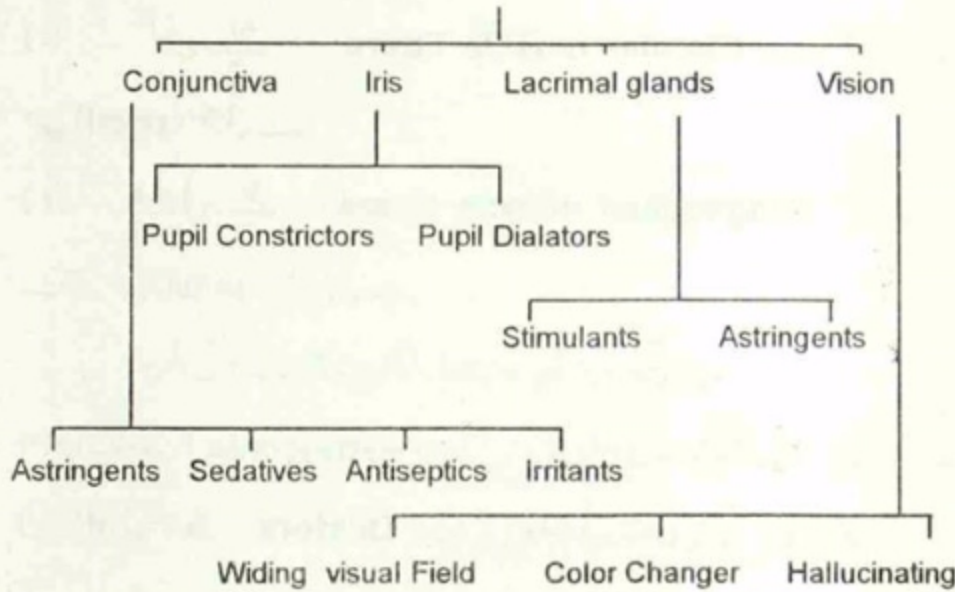 Conjunctiva Iris Lacrimal glands Vision
Pupil Constrictors Pupil Dialators
Stimulants Astringents
Astringents Sedatives Antiseptics Irritants
Widing visual Field Color Changer Hallucinating